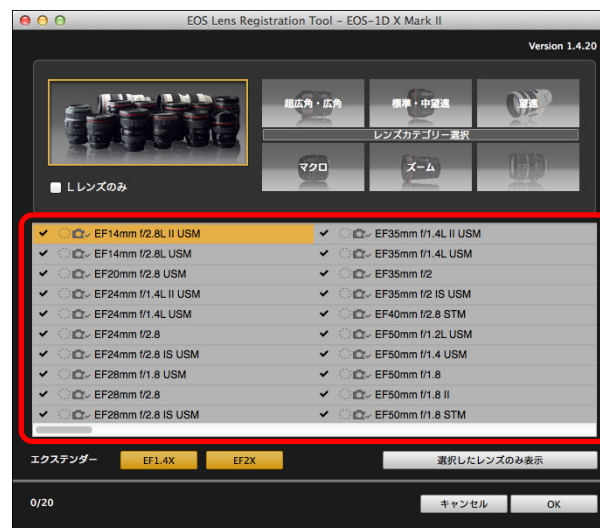 EOS Lens Registration Tool – EOS-1D X Mark II
Version 1.4.20
超広角・広角
標準・中望遠
望遠
レンズカテゴリー選択
マクロ
ズーム
Lレンズのみ
EF14mm f/2.8L II USM
EF14mm f/2.8L USM
EF20mm f/2.8 USM
EF24mm f/1.4L II USM
EF24mm f/1.4L USM
EF24mm f/2.8
EF24mm f/2.8 IS USM
EF28mm f/1.8 USM
EF28mm f/2.8
EF28mm f/2.8 IS USM
EF35mm f/1.4L II USM
EF35mm f/1.4L USM
EF35mm f/2
EF35mm f/2 IS USM
EF40mm f/2.8 STM
EF50mm f/1.2L USM
EF50mm f/1.4 USM
EF50mm f/1.8
EF50mm f/1.8 II
EF50mm f/1.8 STM
エクステンダー
EF1.4X
EF2X
選択したレンズのみ表示
0/20
キャンセル
OK